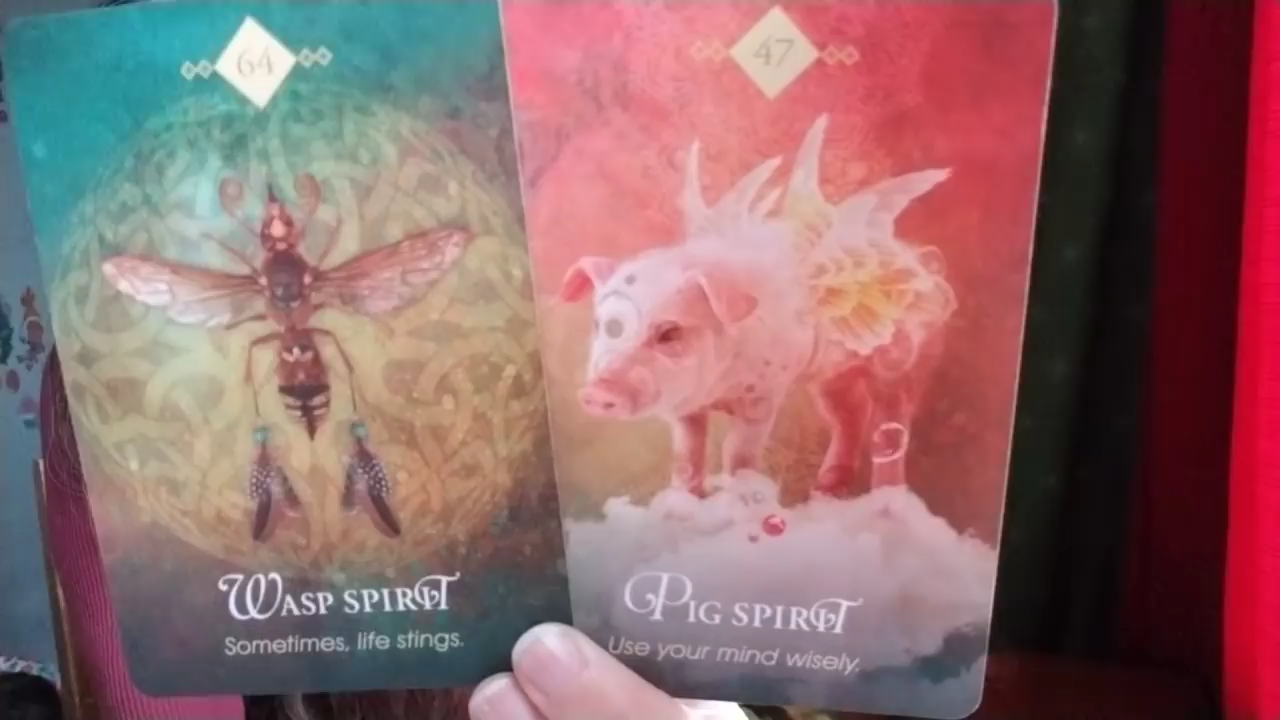 64
WASP SPIRIT
Sometimes, life stings.
47
PIG SPIRIT
Use your mind wisely.